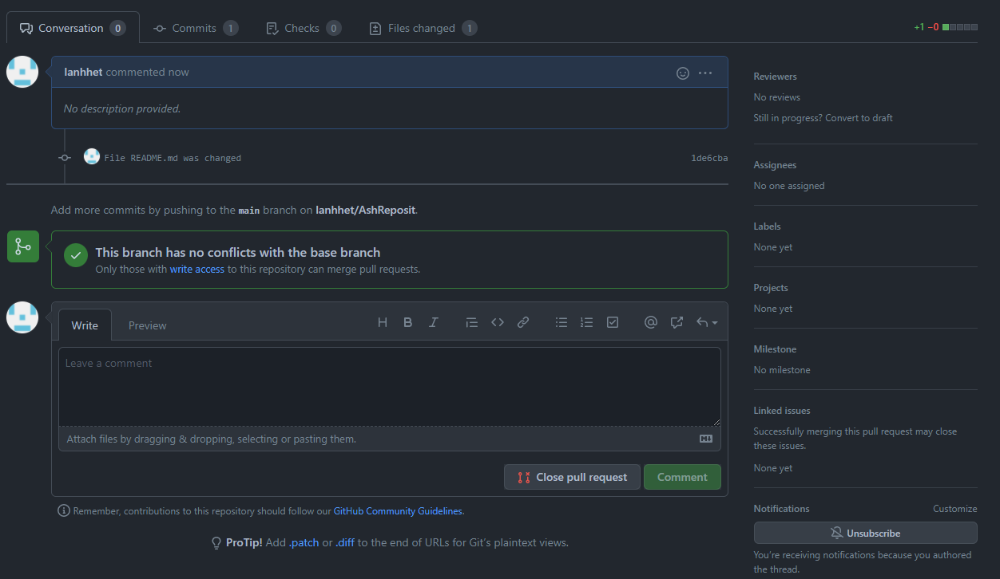 Conversation 0 Commits 1 Checks 0 Files changed 1 +1 −0
lanhhet commented now
No description provided.
File README.md was changed 1de6cba
Add more commits by pushing to the main branch on lanhhet/AshReposit.
This branch has no conflicts with the base branch
Only those with write access to this repository can merge pull requests.
Write Preview
Leave a comment
Attach files by dragging & dropping, selecting or pasting them.
Close pull request Comment
Remember, contributions to this repository should follow our GitHub Community Guidelines.
ProTip! Add .patch or .diff to the end of URLs for Git's plaintext views.
Reviewers
No reviews
Still in progress? Convert to draft
Assignees
No one assigned
Labels
None yet
Projects
None yet
Milestone
No milestone
Linked issues
Successfully merging this pull request may close
these issues.
None yet
Notifications Customize
Unsubscribe
You're receiving notifications because you authored
the thread.